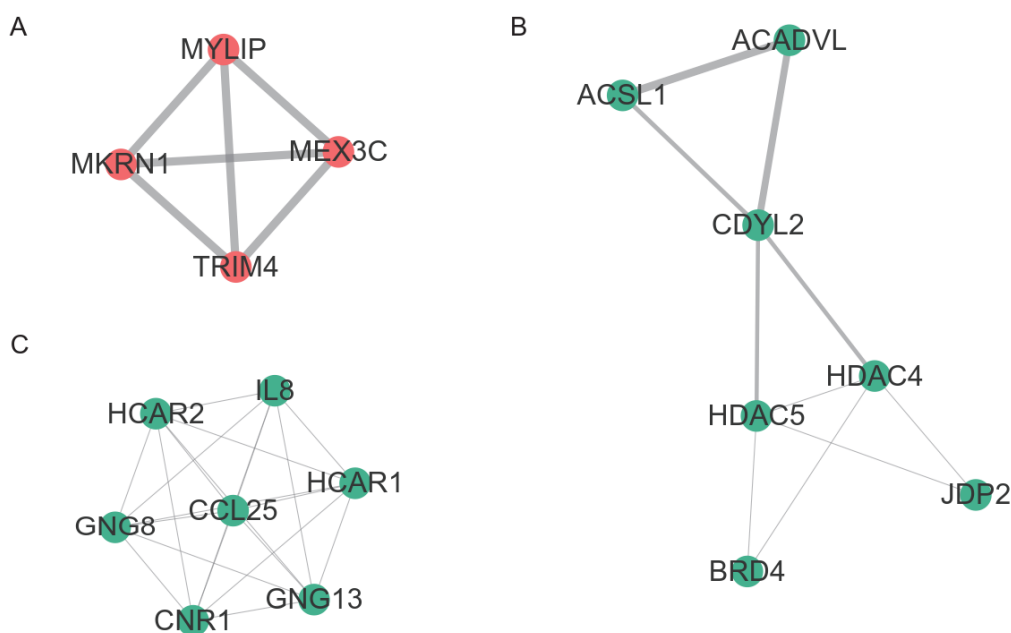 A
MYLIP
MKRN1
MEX3C
TRIM4
B
ACADVL
ACSL1
CDYL2
HDAC4
HDAC5
JDP2
BRD4
C
IL8
HCAR2
HCAR1
CCL25
GNG8
GNG13
CNR1